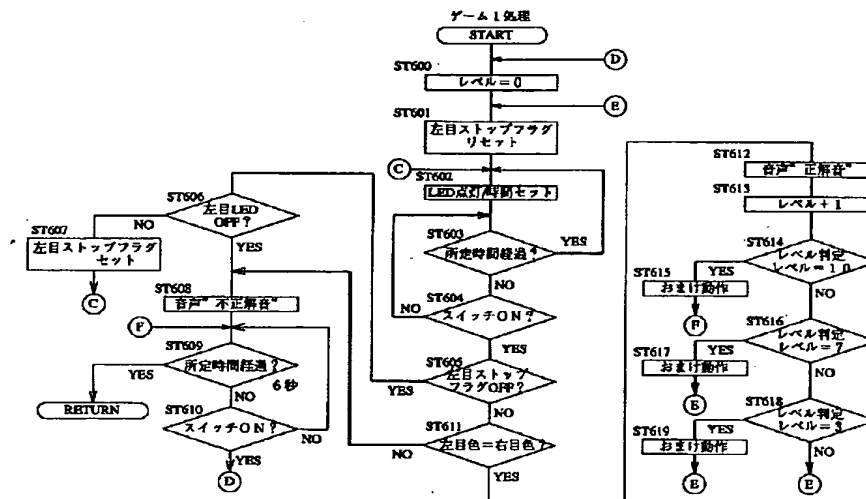 ゲーム1処理
START
D
ST600
レベル=0
E
ST601
左目ストップフラグ
リセット
C
ST602
LED点灯/時間セット
ST603
所定時間経過?
YES
NO
ST604
スイッチON?
NO
YES
ST605
左目ストップ
フラグOFF?
YES
NO
ST611
左目色=右目色?
NO
YES
ST606
左目LED
OFF?
NO
YES
ST607
左目ストップフラグ
セット
C
ST608
音声"不正解音"
F
ST609
所定時間経過?
6秒
YES
NO
RETURN
ST610
スイッチON?
NO
YES
D
ST612
音声"正解音"
ST613
レベル+1
ST614
レベル判定
レベル=10
YES
NO
ST615
おまけ動作
F
ST616
レベル判定
レベル=7
YES
NO
ST617
おまけ動作
E
ST618
レベル判定
レベル=3
YES
NO
ST619
おまけ動作
E
E